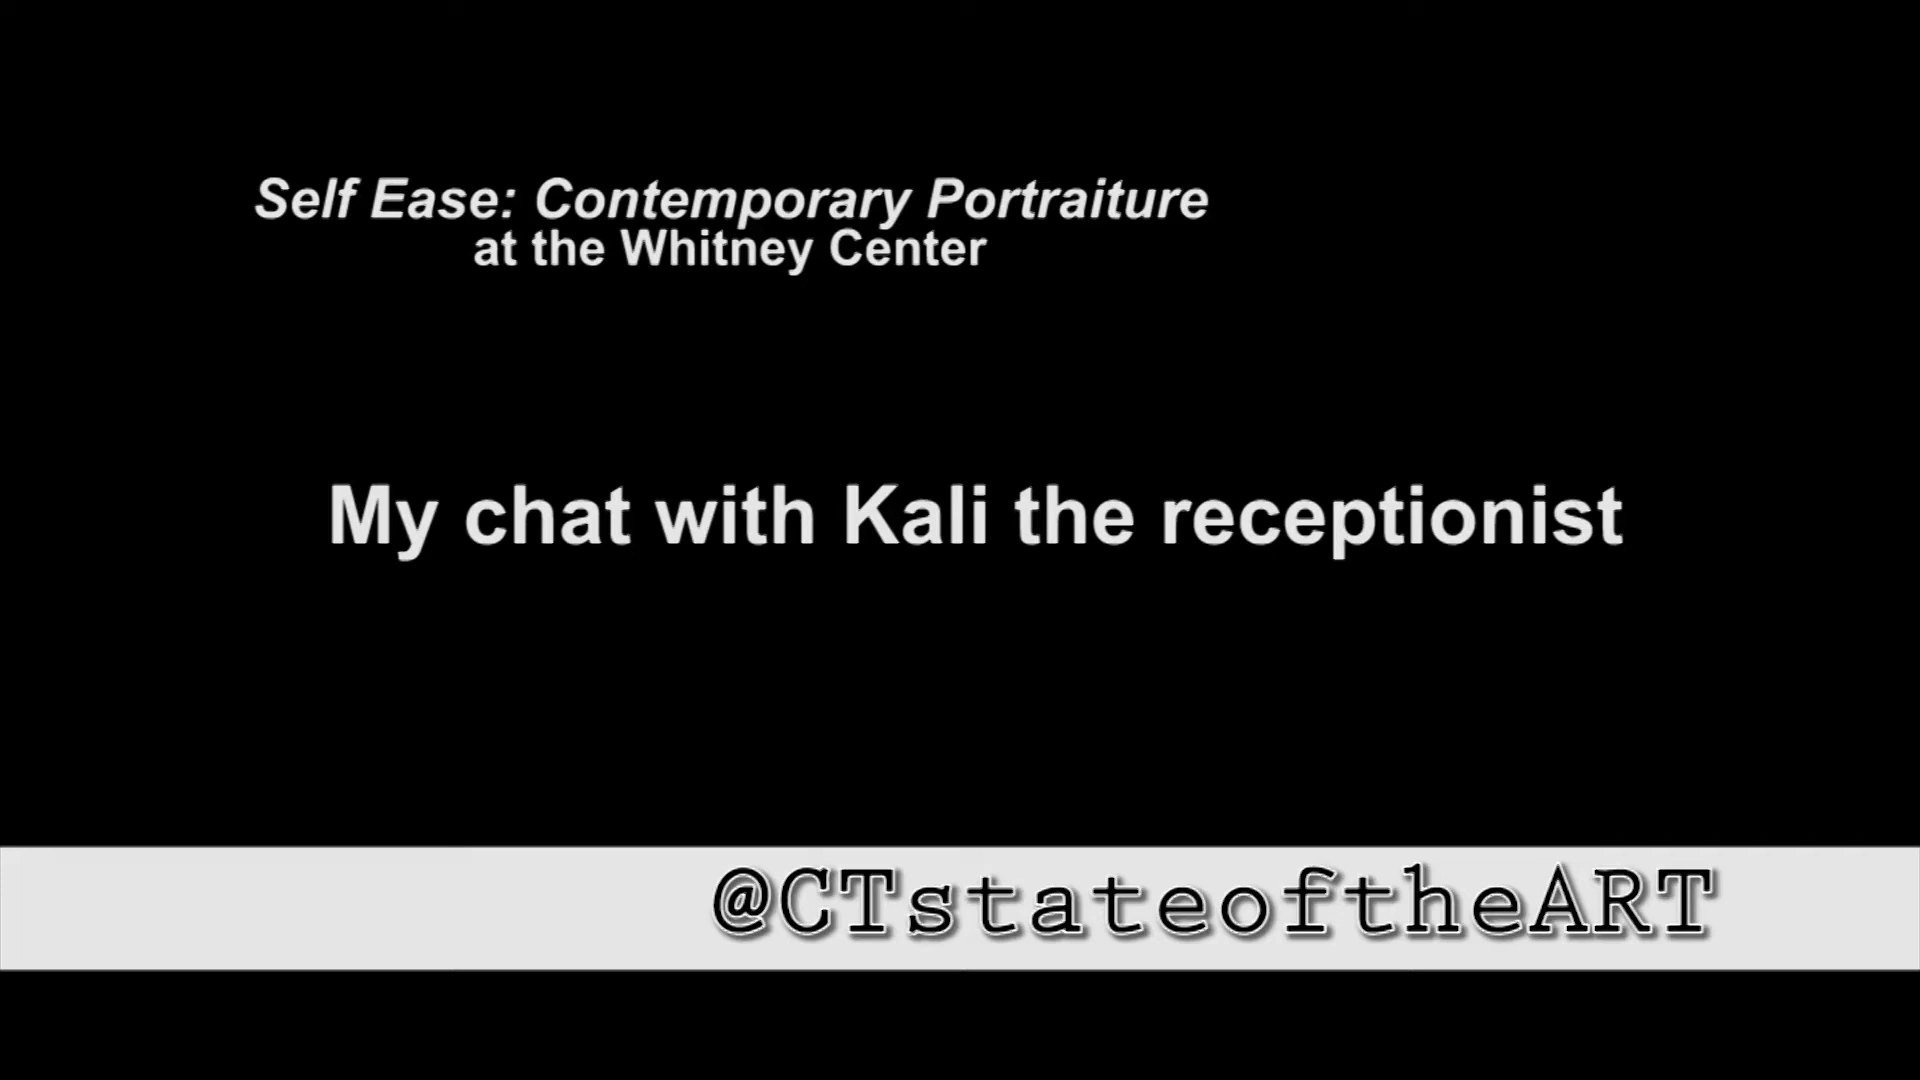 Self Ease: Contemporary Portraiture
at the Whitney Center
My chat with Kali the receptionist
@CTstateoftheART